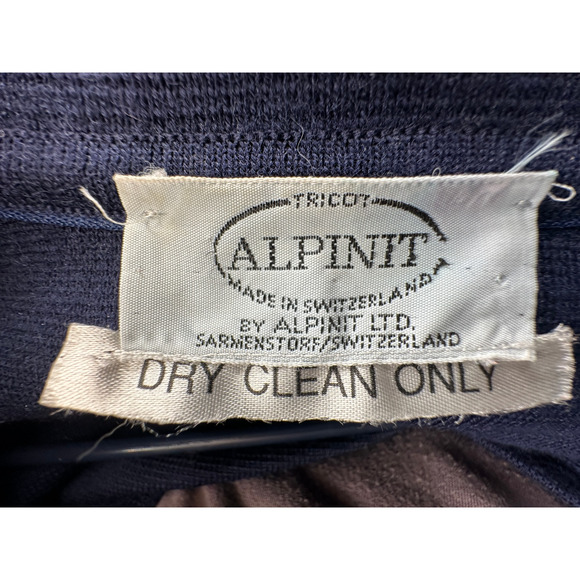 TRICOT
ALPINIT
MADE IN SWITZERLAND
BY ALPINIT LTD.
SARMENSTORF/SWITZERLAND
DRY CLEAN ONLY